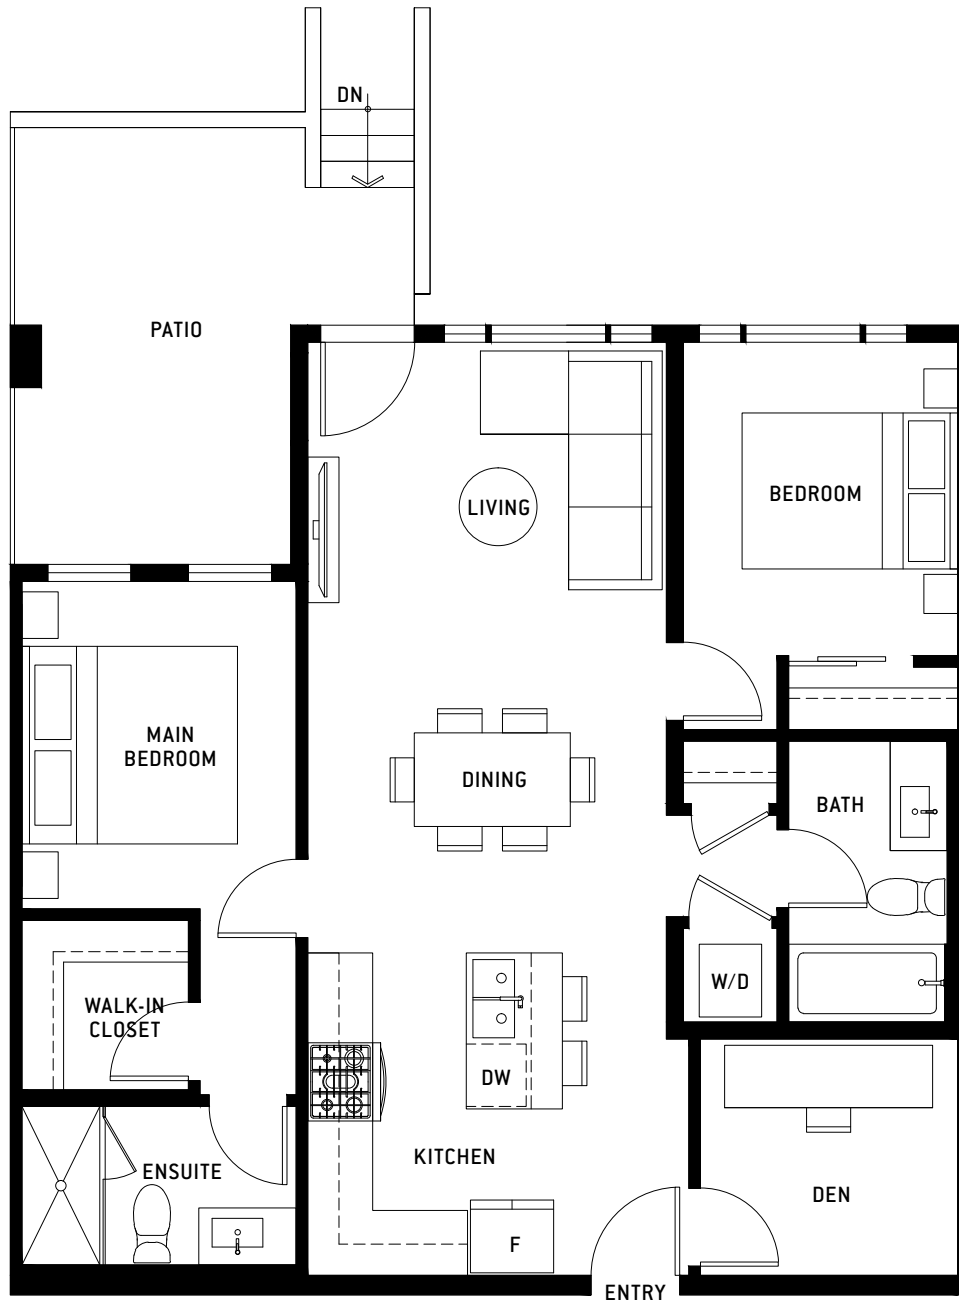 DN
PATIO
LIVING
BEDROOM
MAIN
BEDROOM
DINING
BATH
WALK-IN
CLOSET
W/D
DW
KITCHEN
ENSUITE
DEN
F
ENTRY